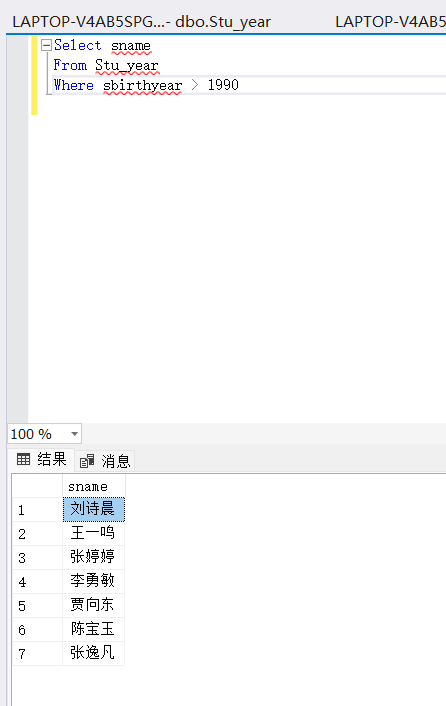 LAPTOP-V4AB5SPG...- dbo.Stu_year LAPTOP-V4AB5
Select sname
From Stu_year
Where sbirthyear > 1990
100 %
结果 消息
sname
1 刘诗晨
2 王一鸣
3 张婷婷
4 李勇敏
5 贾向东
6 陈宝玉
7 张逸凡